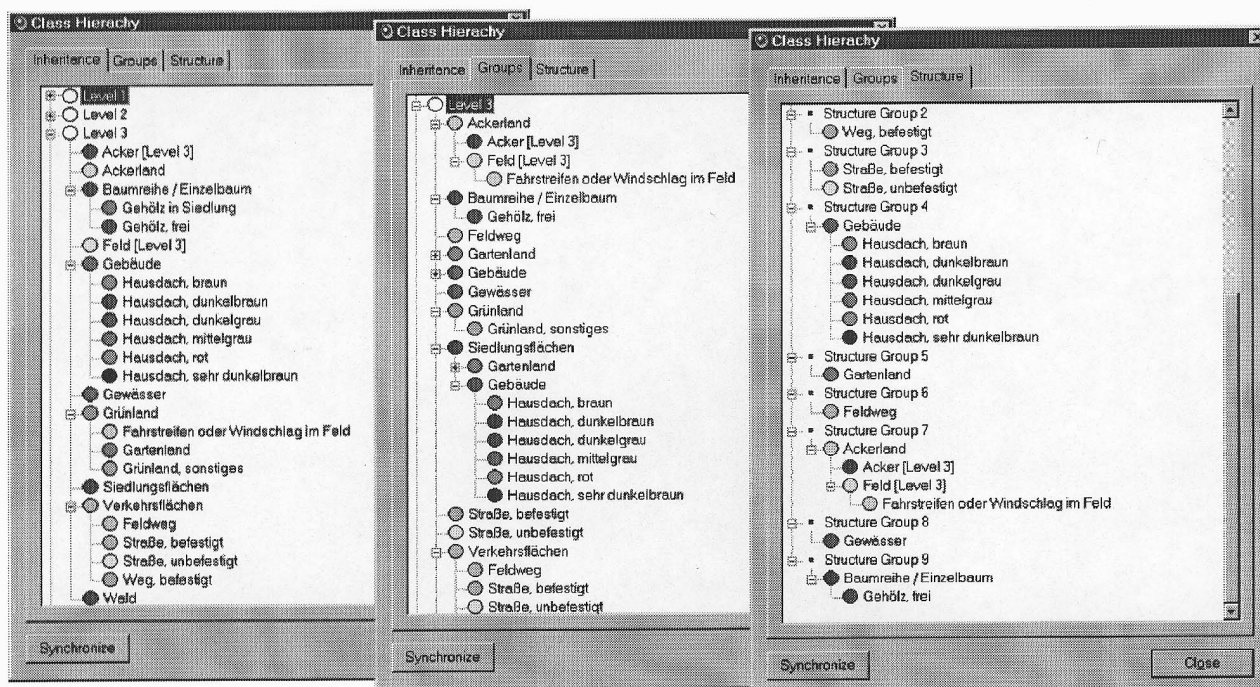 Class Hierachy
Inheritance Groups Structure
Level 1
Level 2
Level 3
Acker [Level 3]
Ackerland
Baumreihe / Einzelbaum
Gehölz in Siedlung
Gehölz, frei
Feld [Level 3]
Gebäude
Hausdach, braun
Hausdach, dunkelbraun
Hausdach, dunkelgrau
Hausdach, mittelgrau
Hausdach, rot
Hausdach, sehr dunkelbraun
Gewässer
Grünland
Fahrstreifen oder Windschlag im Feld
Gartenland
Grünland, sonstiges
Siedlungsflächen
Verkehrsflächen
Feldweg
Straße, befestigt
Straße, unbefestigt
Weg, befestigt
Wald
Synchronize
Class Hierachy
Inheritance Groups Structure
Level 3
Ackerland
Acker [Level 3]
Feld [Level 3]
Fahrstreifen oder Windschlag im Feld
Baumreihe / Einzelbaum
Gehölz, frei
Feldweg
Gartenland
Gebäude
Gewässer
Grünland
Grünland, sonstiges
Siedlungsflächen
Gartenland
Gebäude
Hausdach, braun
Hausdach, dunkelbraun
Hausdach, dunkelgrau
Hausdach, mittelgrau
Hausdach, rot
Hausdach, sehr dunkelbraun
Straße, befestigt
Straße, unbefestigt
Verkehrsflächen
Feldweg
Straße, befestigt
Straße, unbefestigt
Synchronize
Class Hierachy
Inheritance Groups Structure
Structure Group 2
Weg, befestigt
Structure Group 3
Straße, befestigt
Straße, unbefestigt
Structure Group 4
Gebäude
Hausdach, braun
Hausdach, dunkelbraun
Hausdach, dunkelgrau
Hausdach, mittelgrau
Hausdach, rot
Hausdach, sehr dunkelbraun
Structure Group 5
Gartenland
Structure Group 6
Feldweg
Structure Group 7
Ackerland
Acker [Level 3]
Feld [Level 3]
Fahrstreifen oder Windschlag im Feld
Structure Group 8
Gewässer
Structure Group 9
Baumreihe / Einzelbaum
Gehölz, frei
Synchronize
Close